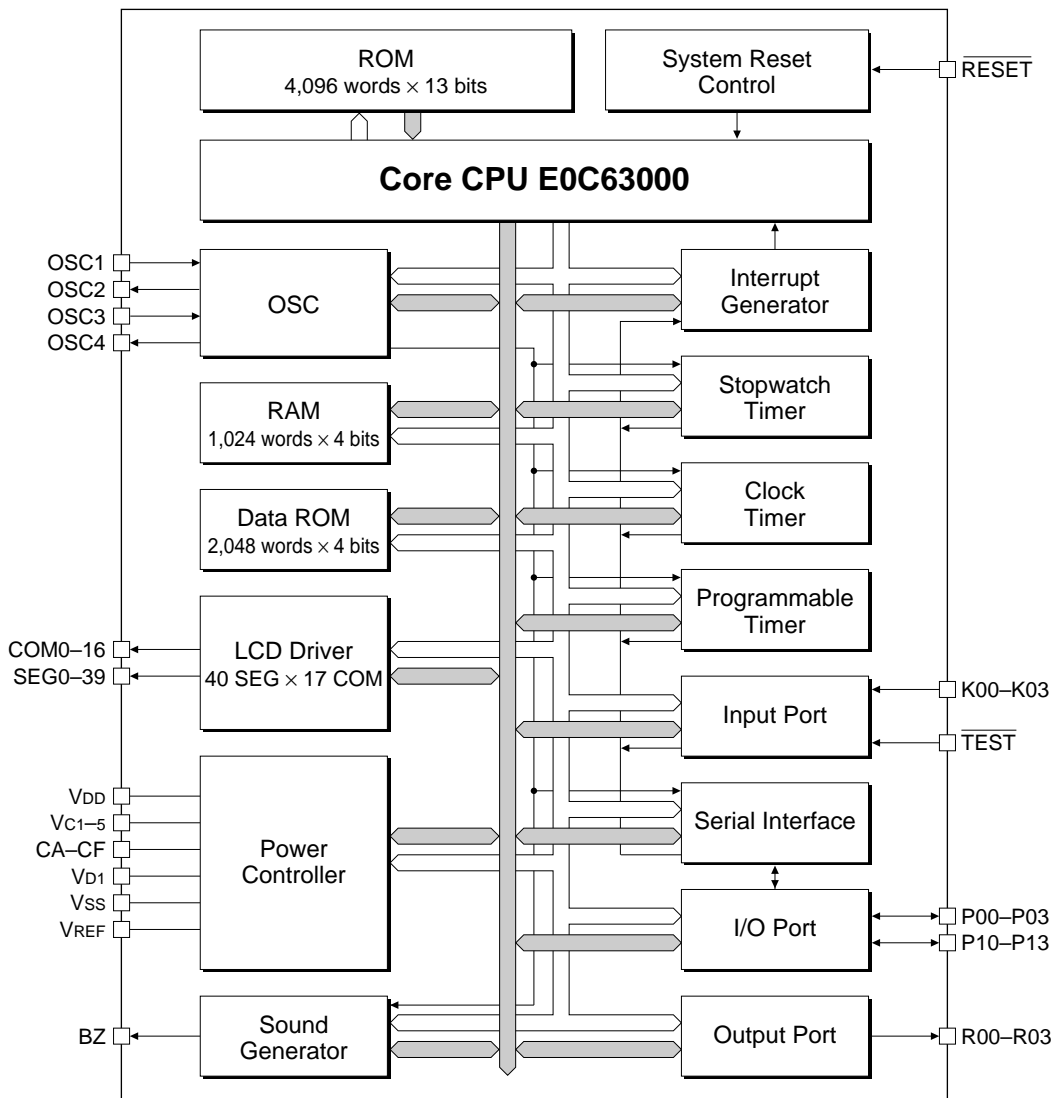 ROM
4,096 words × 13 bits
System Reset
Control
RESET
Core CPU E0C63000
OSC1
OSC2
OSC3
OSC4
OSC
Interrupt
Generator
RAM
1,024 words × 4 bits
Stopwatch
Timer
Data ROM
2,048 words × 4 bits
Clock
Timer
COM0–16
SEG0–39
LCD Driver
40 SEG × 17 COM
Programmable
Timer
Input Port
K00–K03
TEST
VDD
VC1–5
CA–CF
VD1
VSS
VREF
Power
Controller
Serial Interface
I/O Port
P00–P03
P10–P13
BZ
Sound
Generator
Output Port
R00–R03